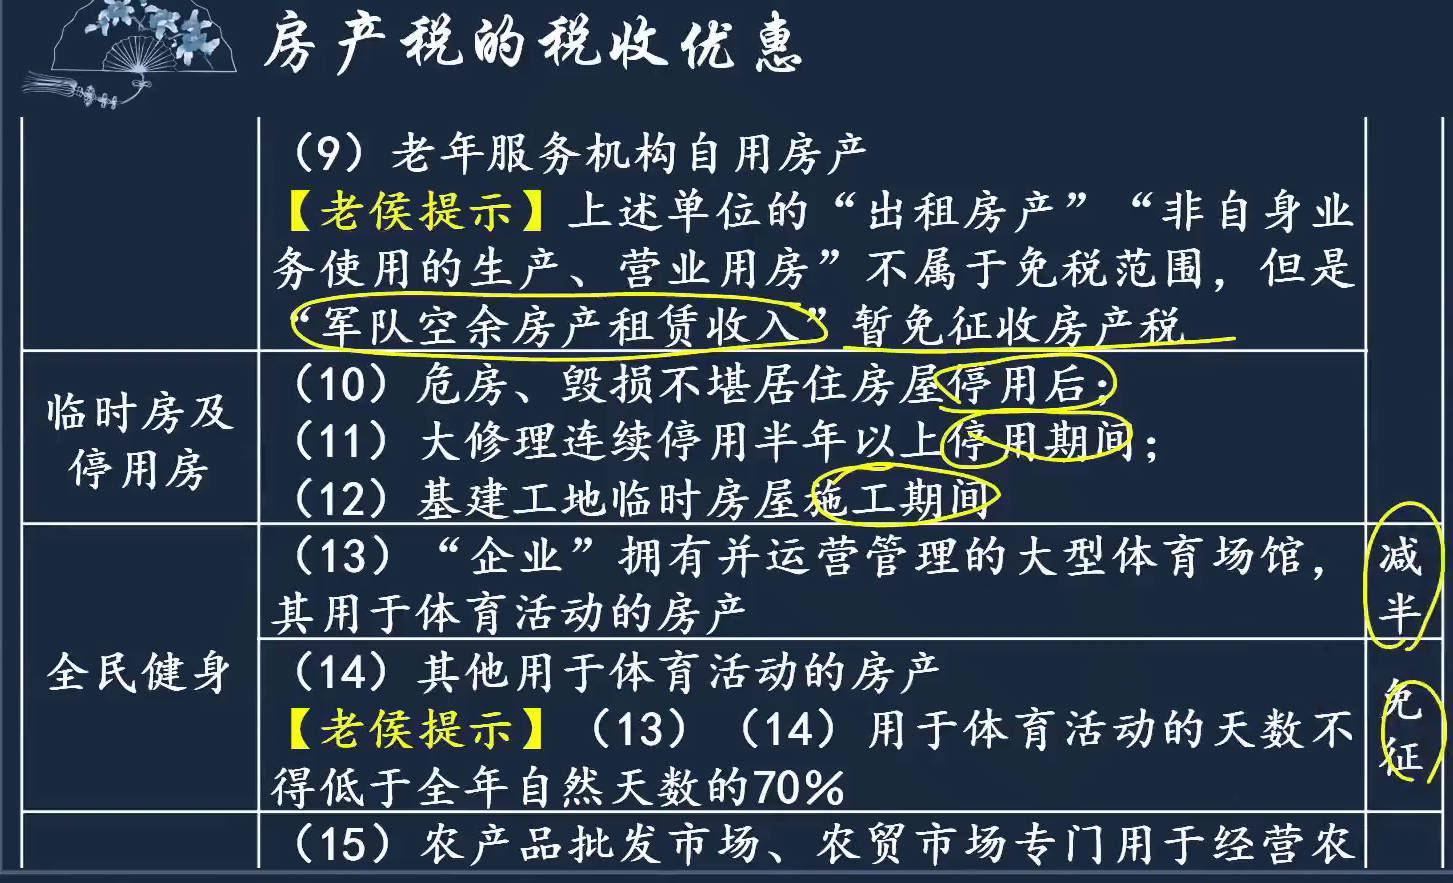 房产税的税收优惠
（9）老年服务机构自用房产
【老侯提示】上述单位的“出租房产”“非自身业
务使用的生产、营业用房”不属于免税范围，但是
“军队空余房产租赁收入”暂免征收房产税
临时房及
停用房
（10）危房、毁损不堪居住房屋停用后；
（11）大修理连续停用半年以上停用期间；
（12）基建工地临时房屋施工期间
全民健身
（13）“企业”拥有并运营管理的大型体育场馆，
其用于体育活动的房产
减
半
（14）其他用于体育活动的房产
【老侯提示】（13）（14）用于体育活动的天数不
得低于全年自然天数的70%
免
征
（15）农产品批发市场、农贸市场专门用于经营农